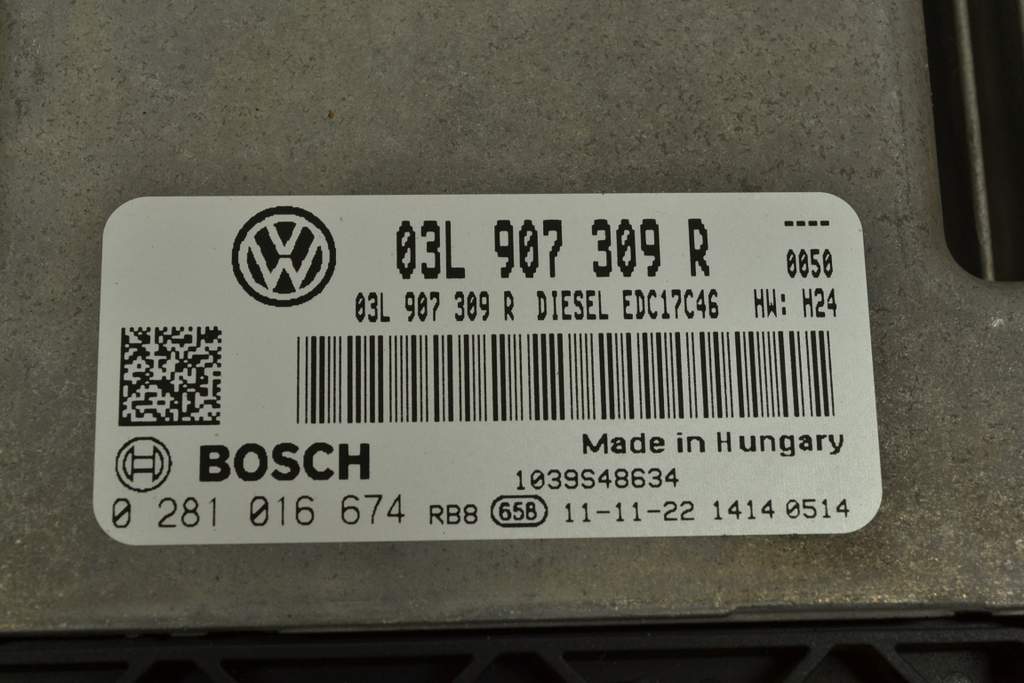 03L 907 309 R ----
0050
03L 907 309 R DIESEL EDC17C46 HW: H24
Made in Hungary
BOSCH
1039S48634
0 281 016 674 RB8 658 11-11-22 1414 0514